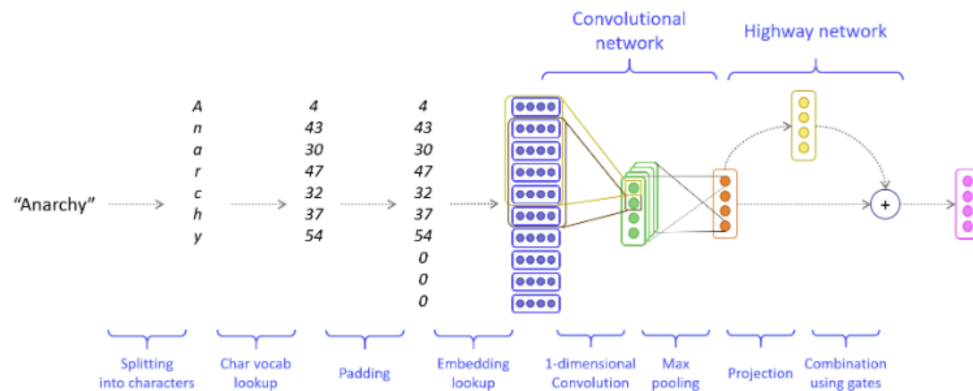 Convolutional
network
Highway network
A 4 4
n 43 43
a 30 30
r 47 47
c 32 32
"Anarchy" h 37 37 +
y 54 54
0
0
0
Splitting
into characters
Char vocab
lookup
Padding
Embedding
lookup
1-dimensional
Convolution
Max
pooling
Projection
Combination
using gates